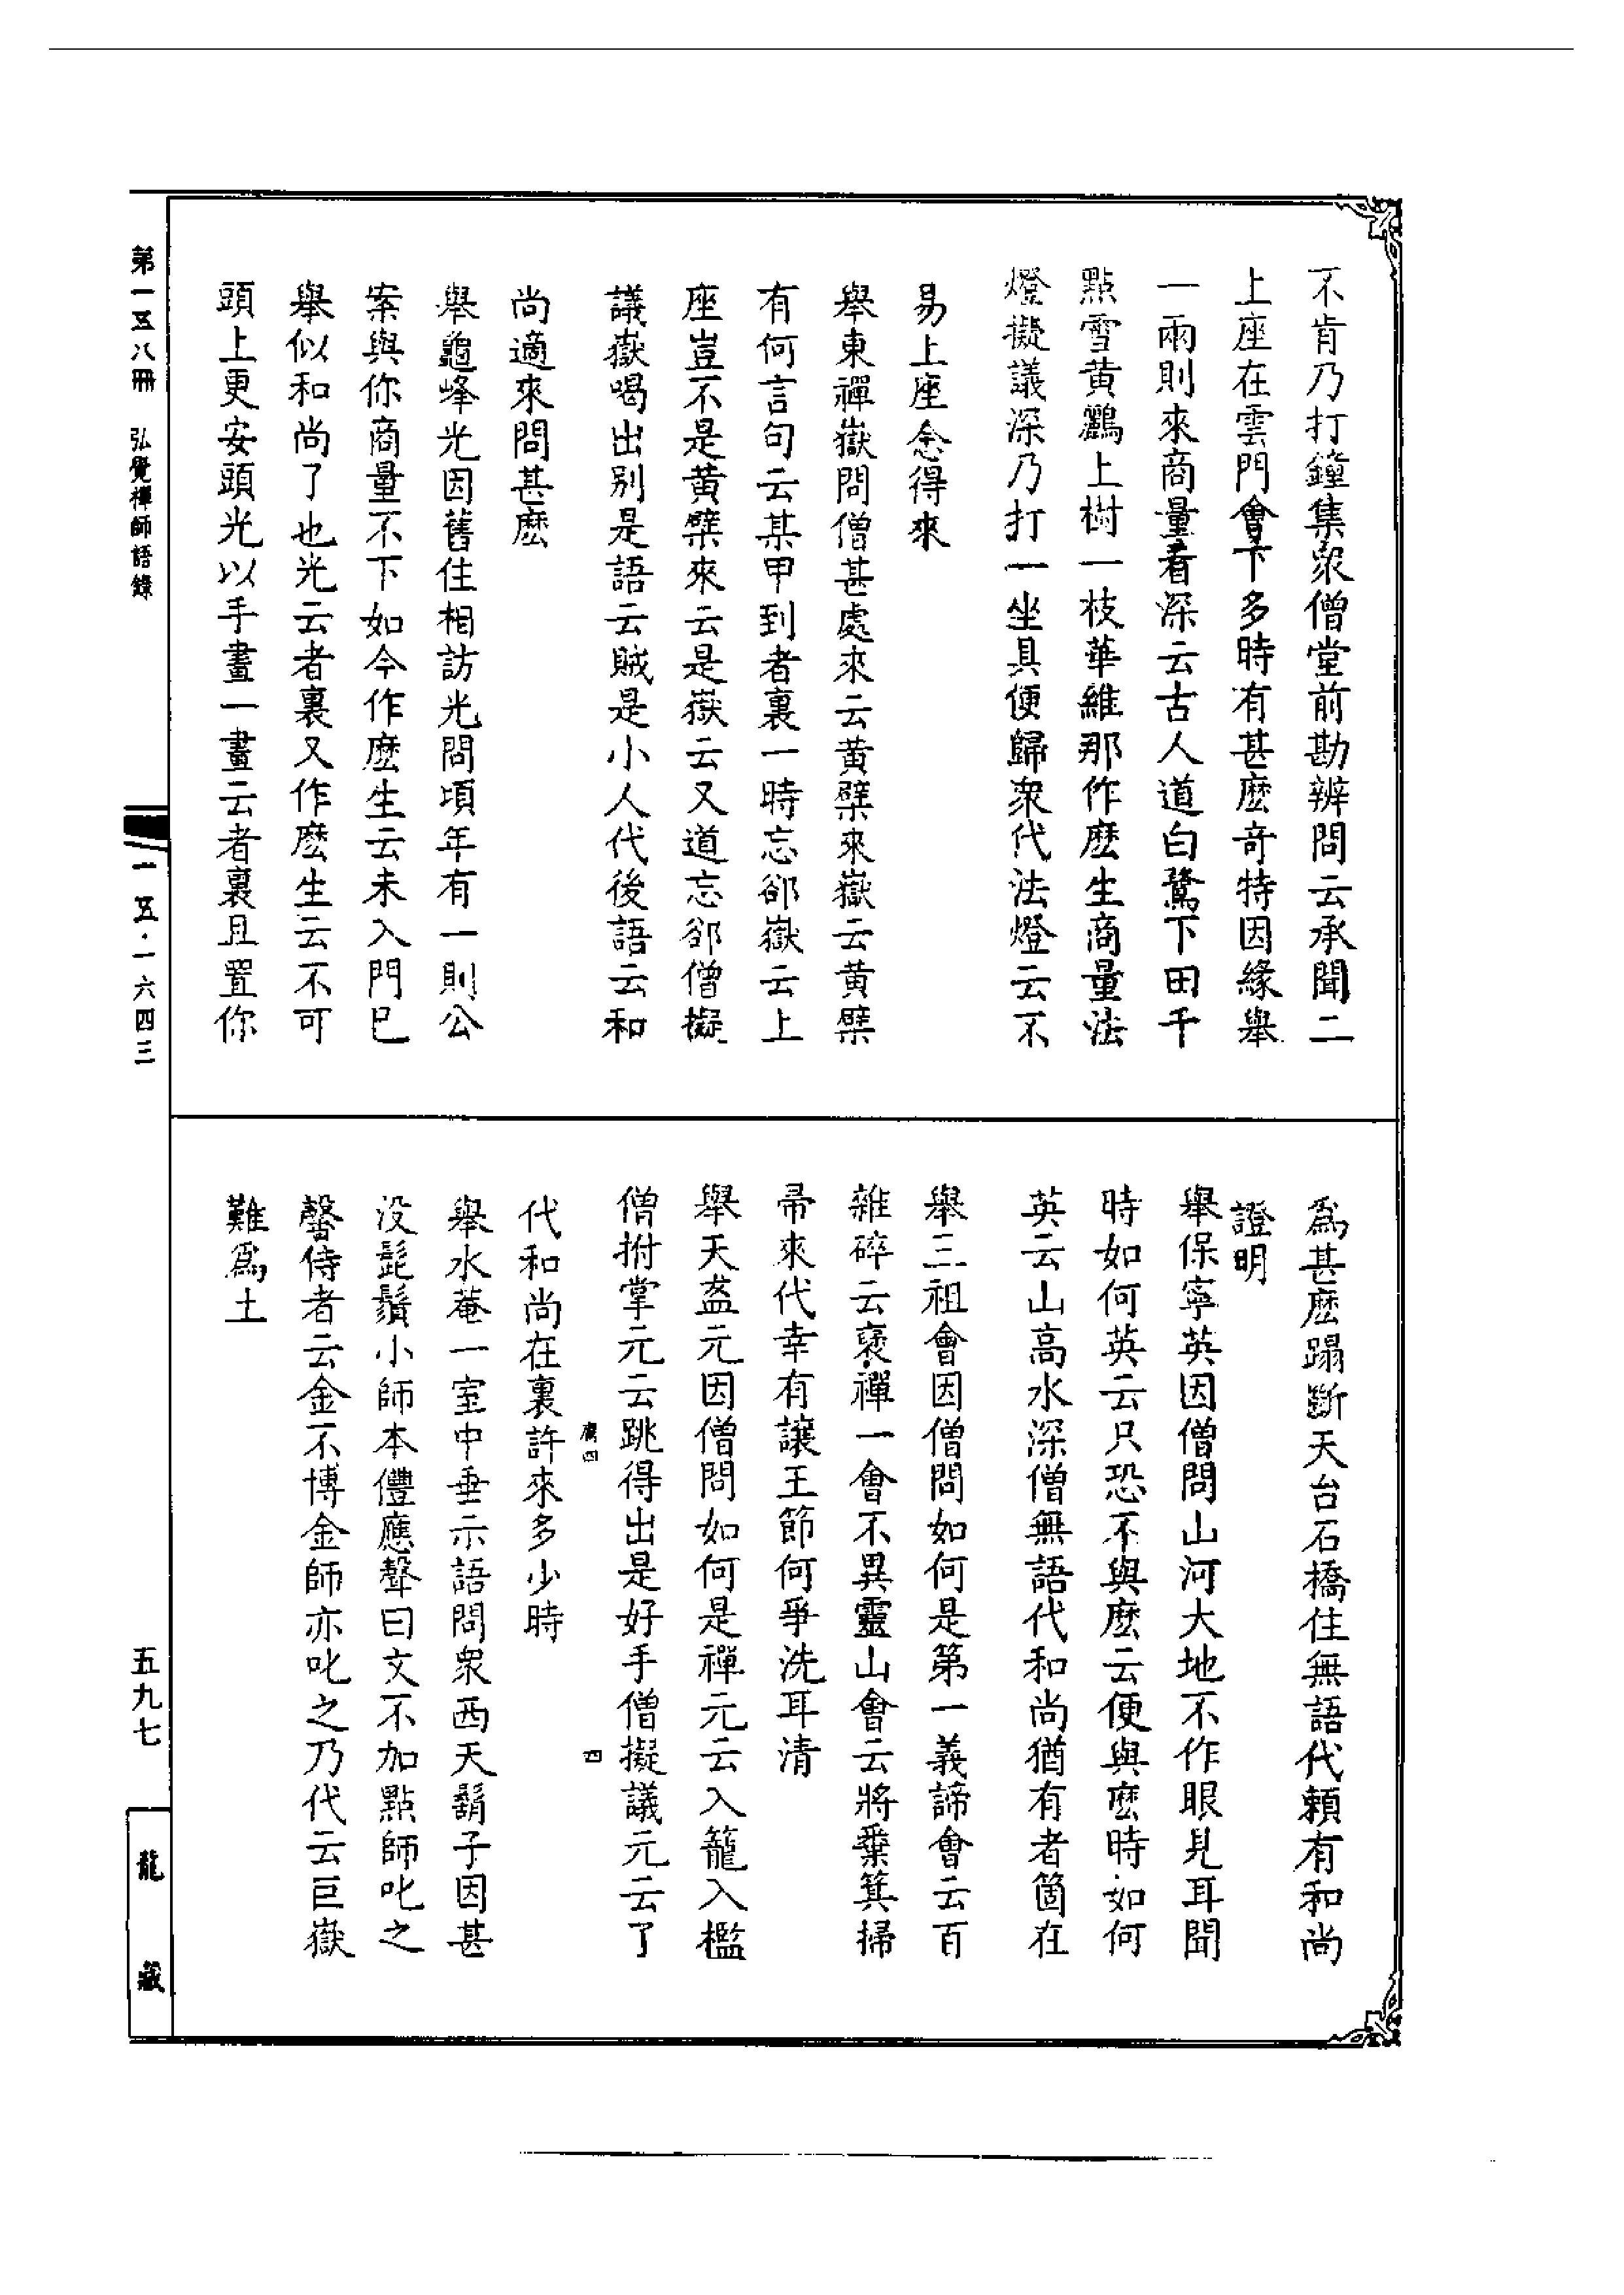 不肯乃打鐘集衆僧堂前勘辨問云承聞二
上座在雲門會下多時有甚麽奇特因緣舉
一兩則來商量看深云古人道白鷺下田千
點雪黄鸝上樹一枝華維那作麽生商量法
燈擬議深乃打一坐具便歸衆代法燈云不
易上座念得來
舉東禪嶽問僧甚處來云黄檗來嶽云黄檗
有何言句云某甲到者裏一時忘郤嶽云上
座豈不是黄檗來云是嶽云又道忘郤僧擬
議嶽喝出别是語云賊是小人代後語云和
尚適來問甚麽
舉龜峰光因舊住相訪光問頃年有一則公
案與你商量不下如今作麽生云未入門已
舉似和尚了也光云者裏又作麽生云不可
頭上更安頭光以手畫一畫云者裏且置你
爲甚麽蹋斷天台石橋住無語代賴有和尚
證明
舉保寧英因僧問山河大地不作眼見耳聞
時如何英云只恐不與麽云便與麽時如何
英云山高水深僧無語代和尚猶有者箇在
舉三祖會因僧問如何是第一義諦會云百
雜碎云褒禪一會不異靈山會云將糞箕掃
帚來代幸有讓王節何爭洗耳清
舉天盔元因僧問如何是禪元云入籠入檻
僧拊掌元云跳得出是好手僧擬議元云了
四
代和尚在裏許來多少時
舉水菴一室中垂示語問衆西天鬍子因甚
没髭鬚小師本僼應聲曰文不加點師叱之
罄侍者云金不博金師亦叱之乃代云巨嶽
難爲土
第一五八冊　弘覺禪師語錄
一五·一六四三
五九七
龍藏